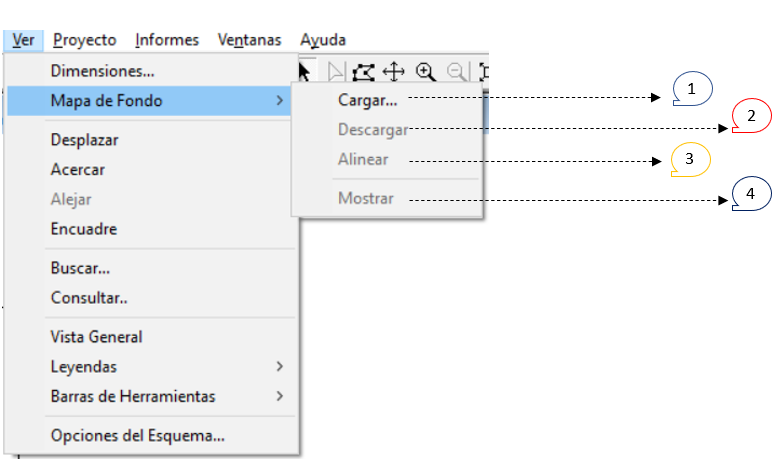 Ver Proyecto Informes Ventanas Ayuda
Dimensiones...
Mapa de Fondo
Cargar...
1
Descargar
2
Desplazar
Acercar
Alinear
3
Alejar
Mostrar
4
Encuadre
Buscar...
Consultar..
Vista General
Leyendas
Barras de Herramientas
Opciones del Esquema...